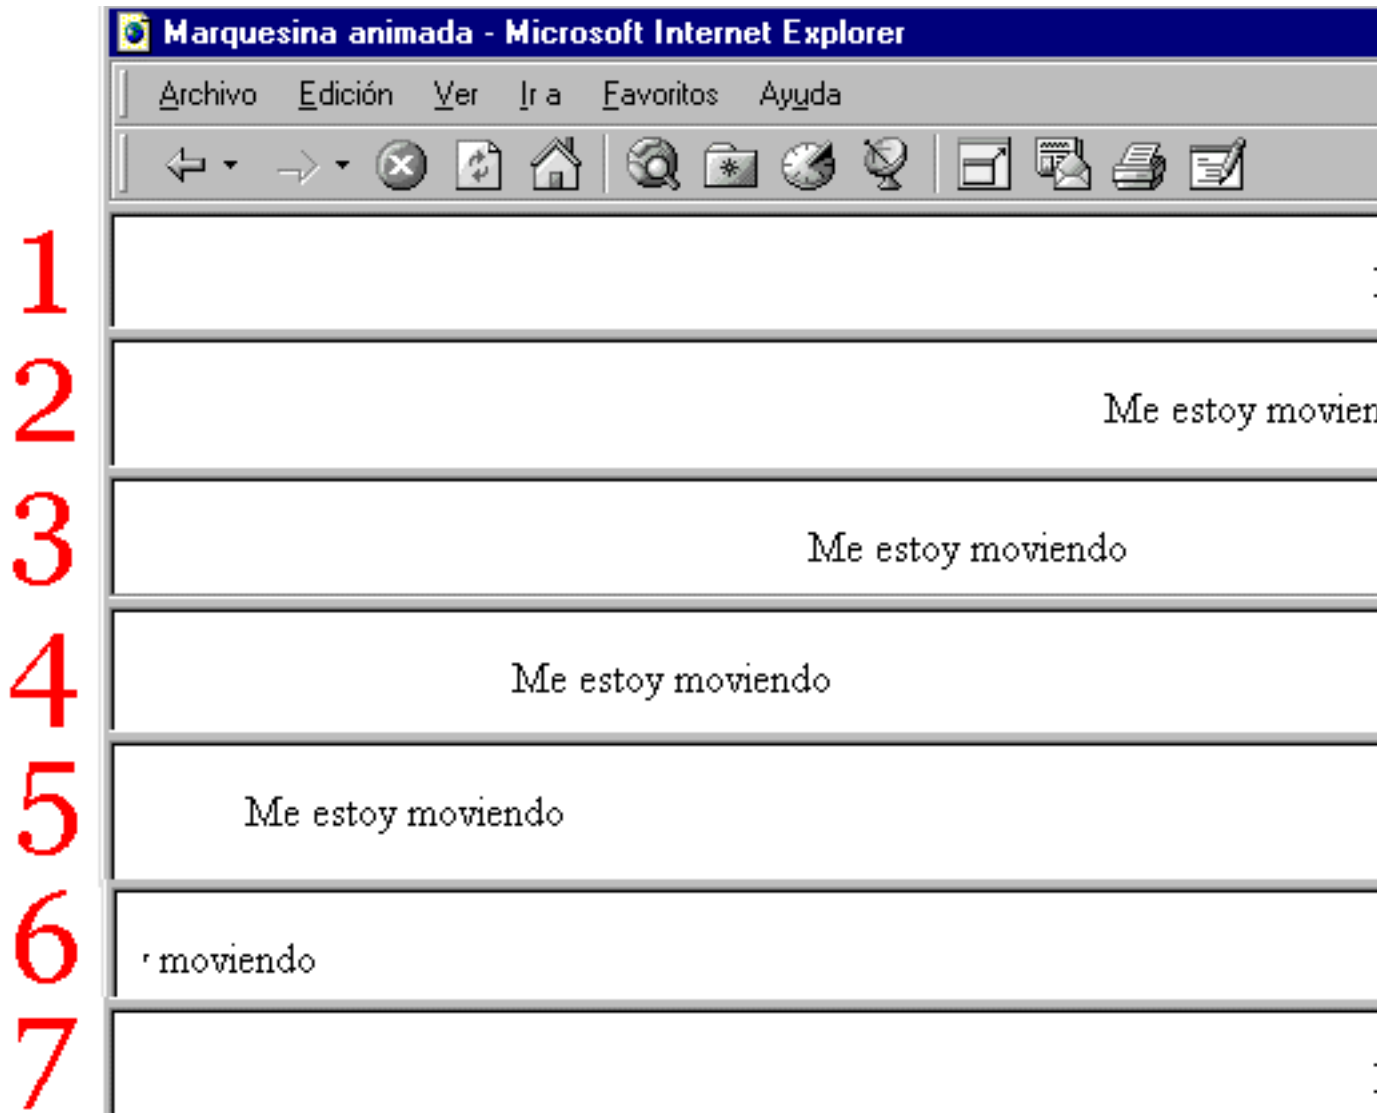 Marquesina animada - Microsoft Internet Explorer
Archivo Edición Ver Ir a Favoritos Ayuda
1
2 Me estoy movien
3 Me estoy moviendo
4 Me estoy moviendo
5 Me estoy moviendo
6 moviendo
7